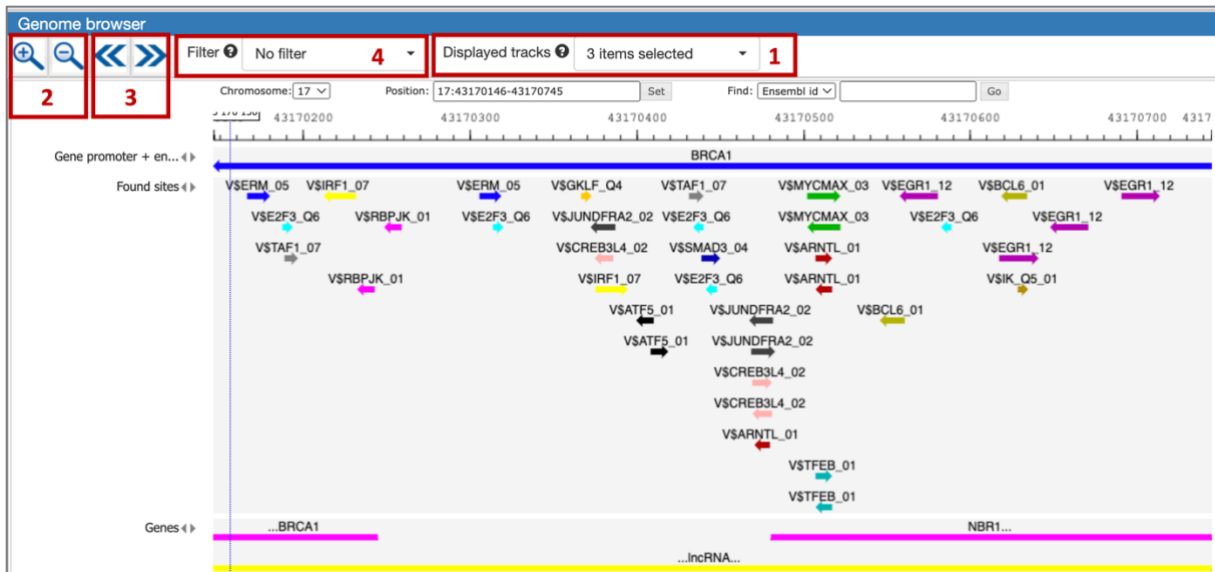 Genome browser
Filter ? No filter 4 Displayed tracks ? 3 items selected 1
2 3
Chromosome: 17 Position: 17:43170146-43170745 Set Find: Ensembl id Go
43170200 43170300 43170400 43170500 43170600 43170700 4317
Gene promoter + en... BRCA1
Found sites V$ERM_05 V$IRF1_07 V$ERM_05 V$GKLF_Q4 V$TAF1_07 V$MYCMAX_03 V$EGR1_12 V$BCL6_01 V$EGR1_12
V$E2F3_Q6 V$RBPJK_01 V$E2F3_Q6 V$JUNDFRA2_02 V$E2F3_Q6 V$MYCMAX_03 V$E2F3_Q6 V$EGR1_12
V$TAF1_07 V$CREB3L4_02 V$SMAD3_04 V$ARNTL_01 V$EGR1_12
V$RBPJK_01 V$IRF1_07 V$E2F3_Q6 V$ARNTL_01 V$IK_Q5_01
V$ATF5_01 V$JUNDFRA2_02 V$BCL6_01
V$ATF5_01 V$JUNDFRA2_02
V$CREB3L4_02
V$CREB3L4_02
V$ARNTL_01
V$TFEB_01
V$TFEB_01
Genes ...BRCA1 NBR1...
...lncRNA...